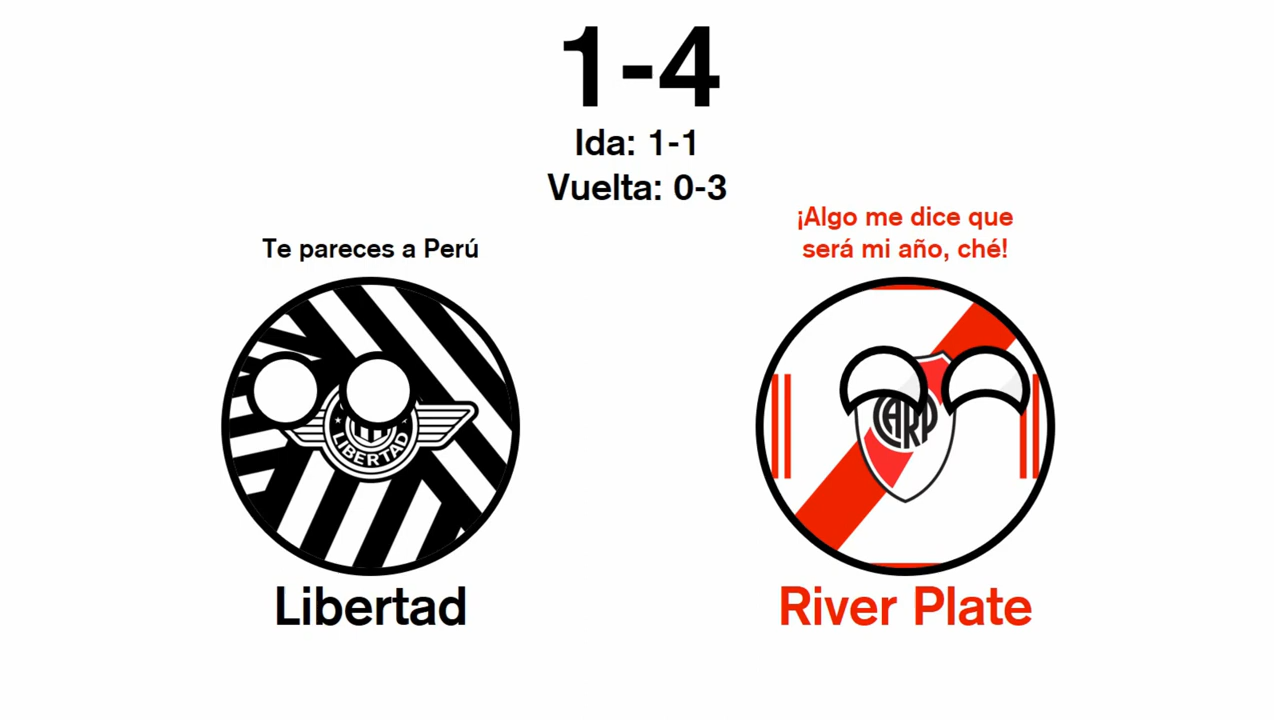 1-4
Ida: 1-1
Vuelta: 0-3
Te pareces a Perú
¡Algo me dice que
será mi año, ché!
LIBERTAD
CARP
Libertad
River Plate